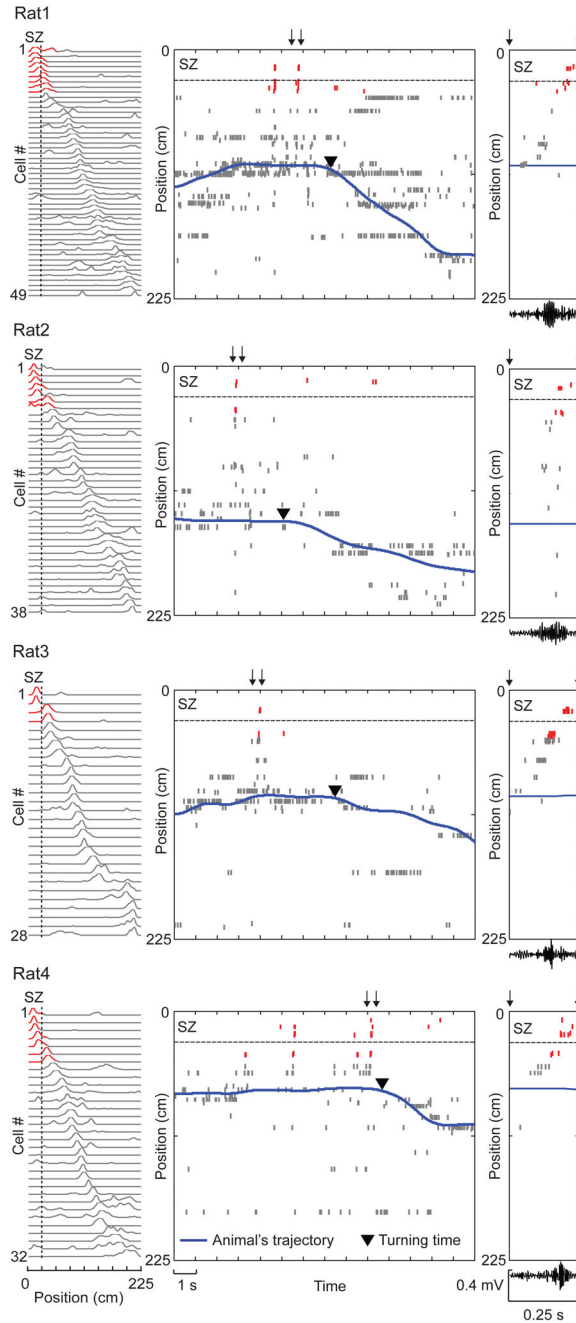 Rat1
SZ
1
Cell #
49
0
SZ
Position (cm)
225
0
SZ
Position (cm)
225
Rat2
SZ
1
Cell #
38
0
SZ
Position (cm)
225
0
SZ
Position (cm)
225
Rat3
SZ
1
Cell #
28
0
SZ
Position (cm)
225
0
SZ
Position (cm)
225
Rat4
SZ
1
Cell #
32
0 225
Position (cm)
0
SZ
Position (cm)
225
Animal's trajectory
Turning time
1 s
Time
0
SZ
Position (cm)
225
0.4 mV
0.25 s